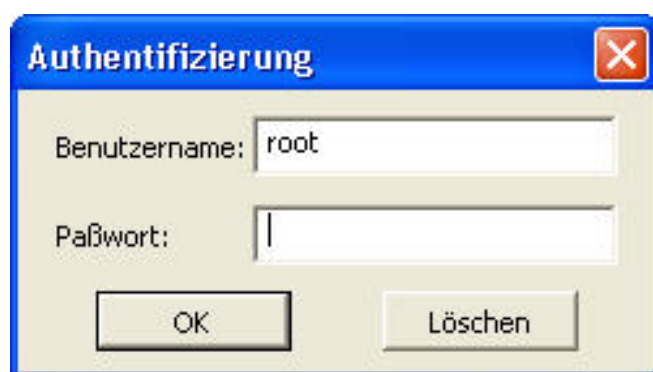 Authentifizierung
Benutzername: root
Paßwort:
OK Löschen